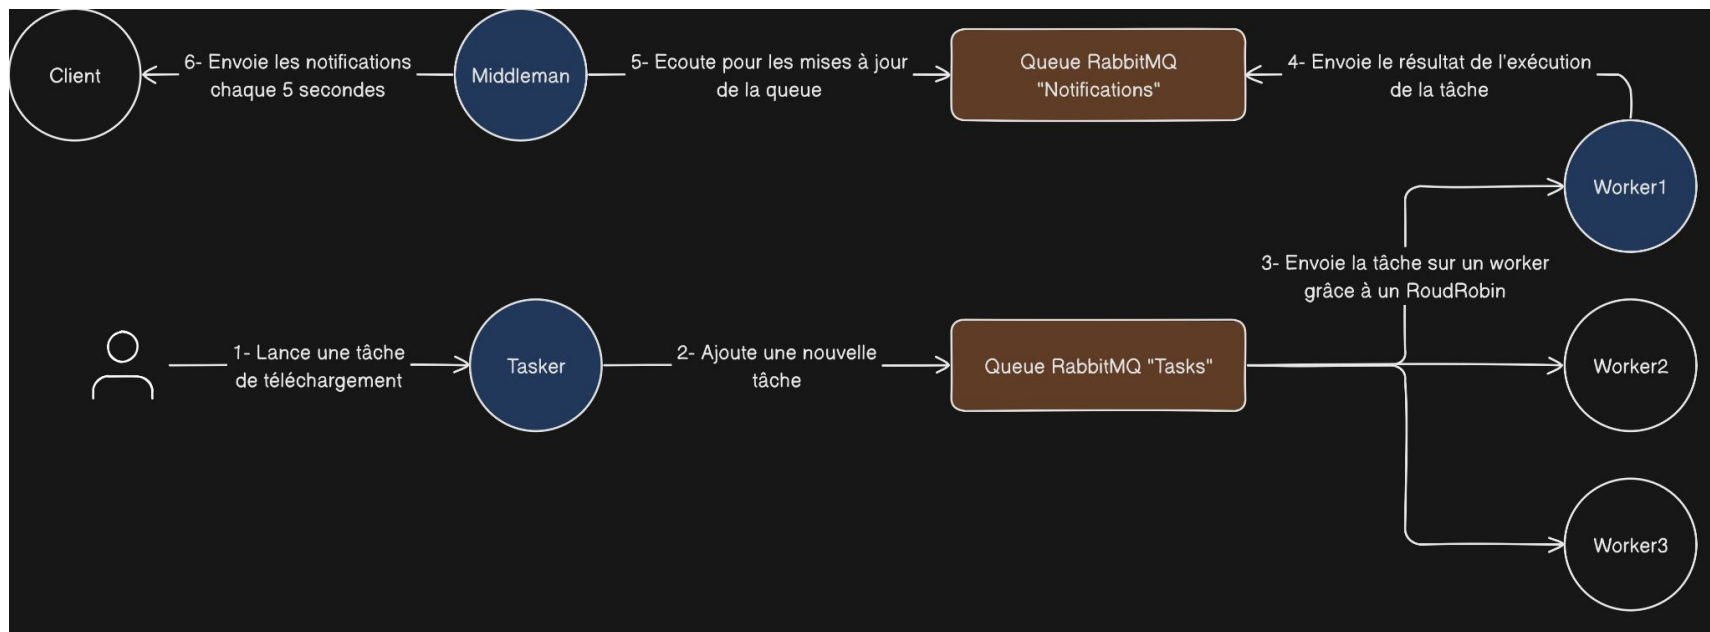 Client
6- Envoie les notifications
chaque 5 secondes
Middleman
5- Ecoute pour les mises à jour
de la queue
Queue RabbitMQ
"Notifications"
4- Envoie le résultat de l'exécution
de la tâche
Worker1
3- Envoie la tâche sur un worker
grâce à un RoudRobin
1- Lance une tâche
de téléchargement
Tasker
2- Ajoute une nouvelle
tâche
Queue RabbitMQ "Tasks"
Worker2
Worker3